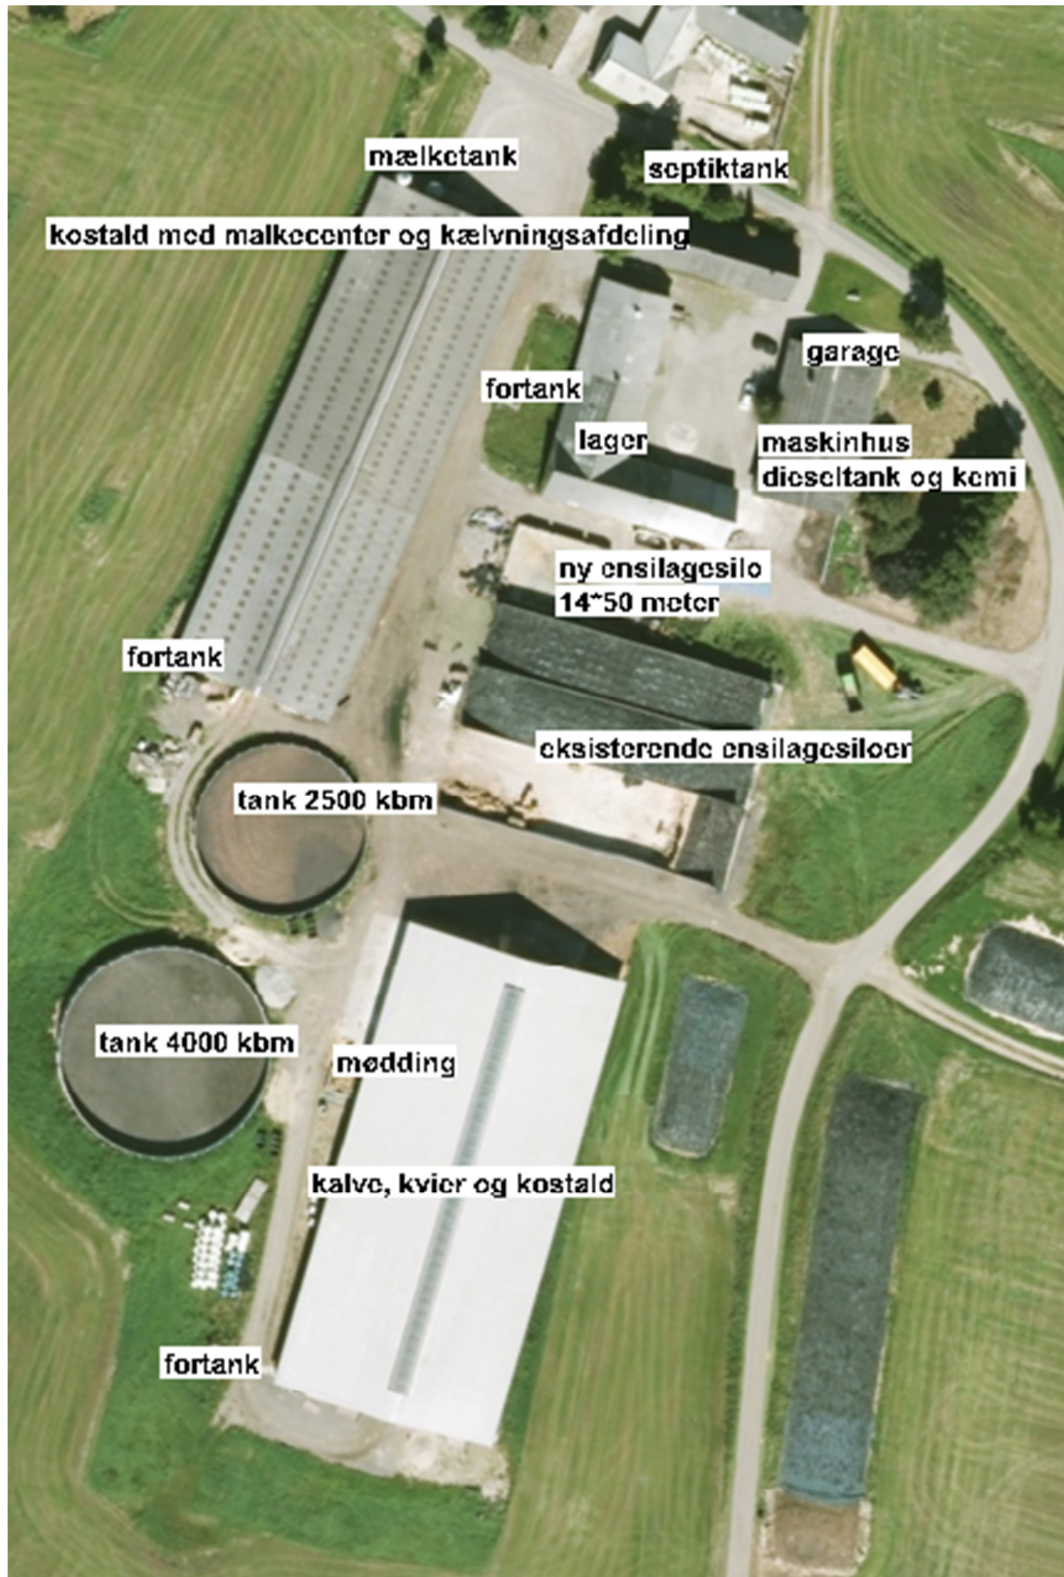 mælketank
septiktank
kostald med malkecenter og kælvningsafdeling
garage
fortank
lager
maskinhus
dieseltank og kemi
ny ensilagesilo
14*50 meter
fortank
eksisterende ensilagesiloer
tank 2500 kbm
tank 4000 kbm
mødding
kalve, kvier og kostald
fortank